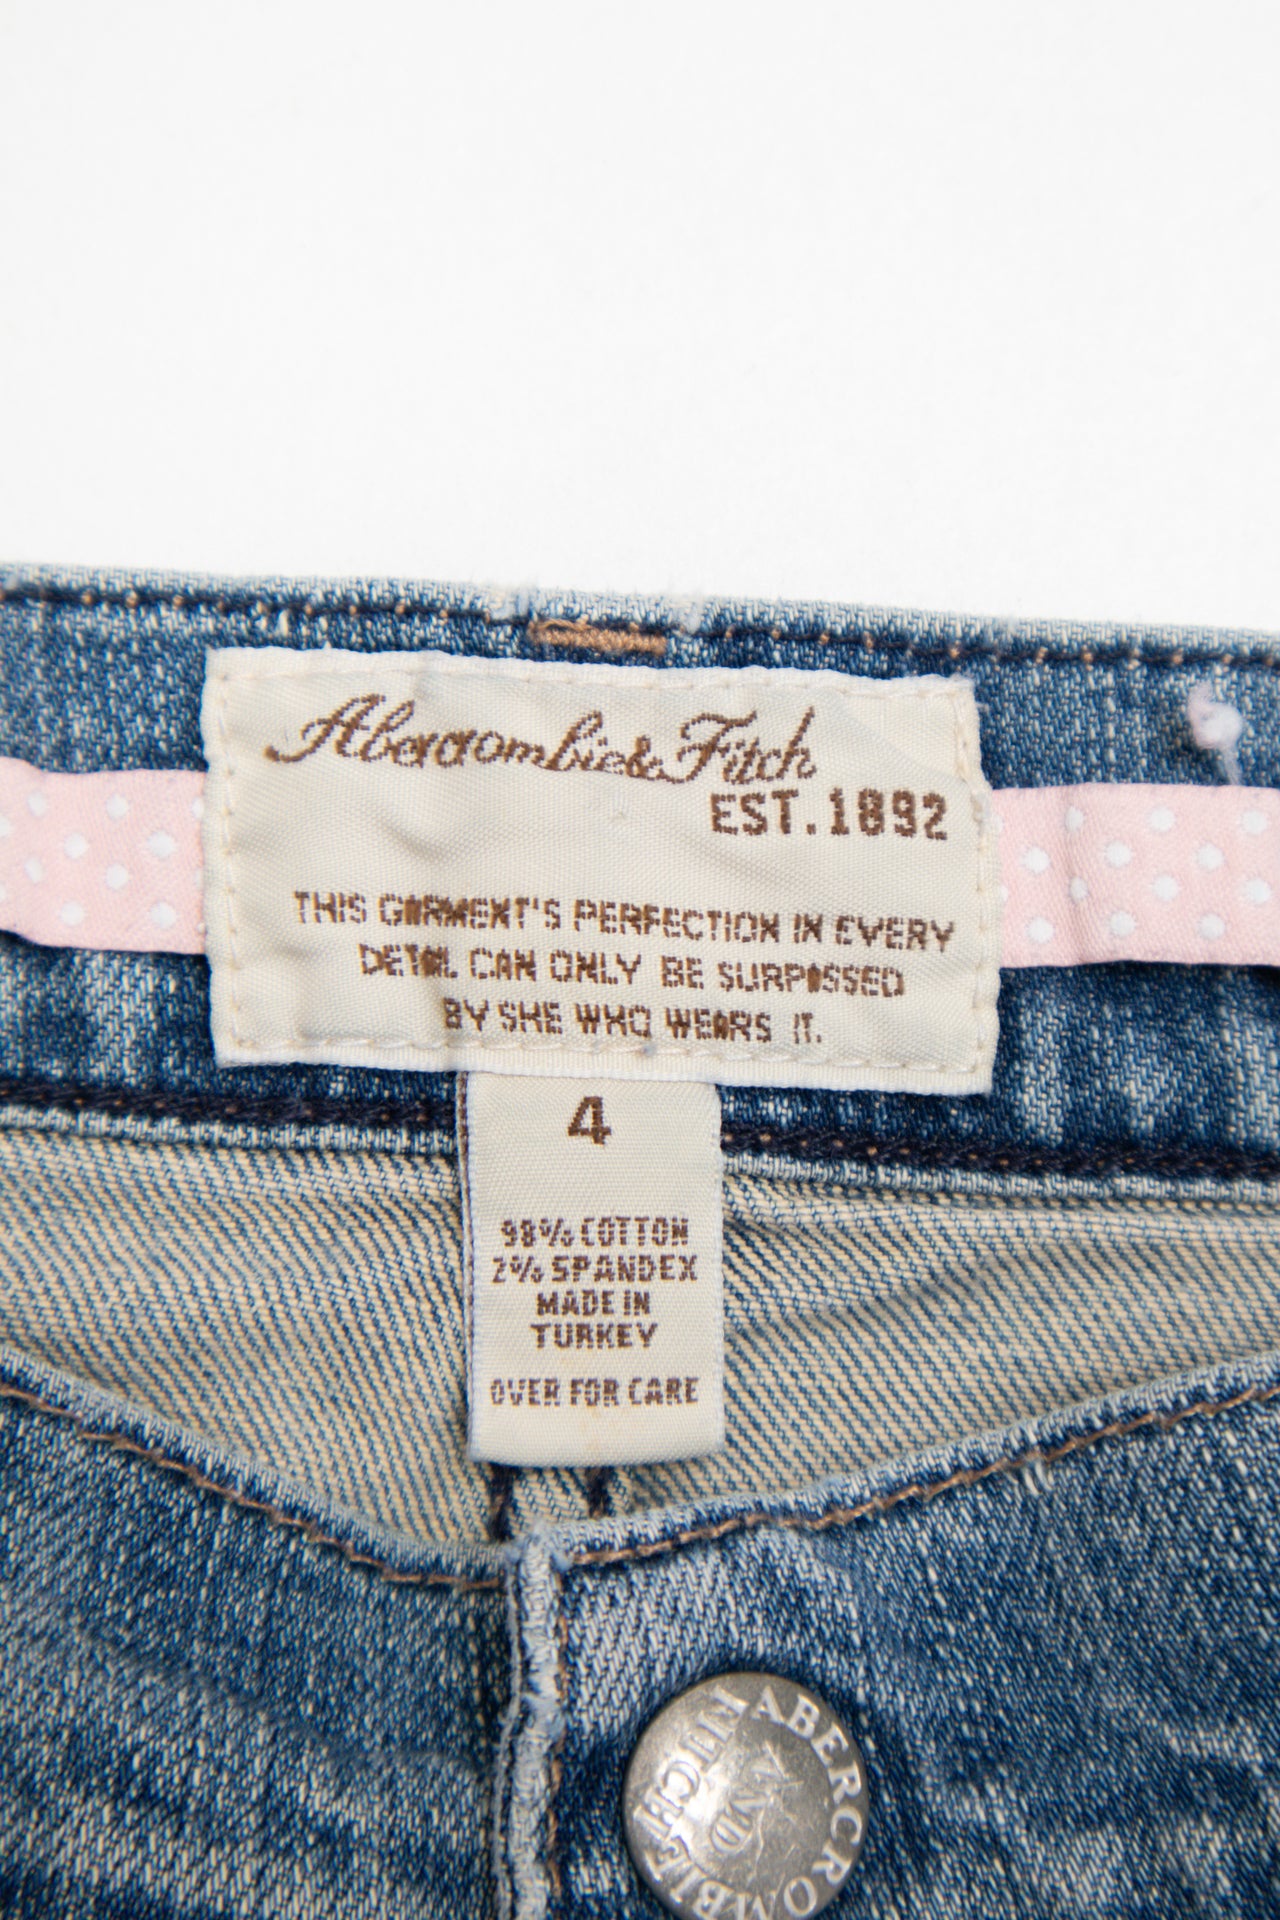 Abercrombie & Fitch
EST.1892
THIS GARMENT'S PERFECTION IN EVERY
DETAIL CAN ONLY BE SURPASSED
BY SHE WHO WEARS IT.
4
98% COTTON
2% SPANDEX
MADE IN
TURKEY
OVER FOR CARE
ABERCROMBIE
AND
FITCH